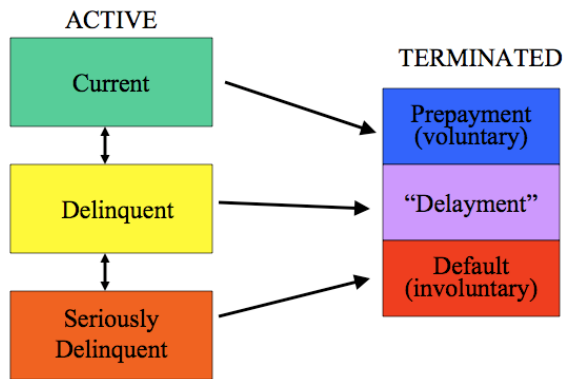 ACTIVE
Current
Delinquent
Seriously
Delinquent
TERMINATED
Prepayment
(voluntary)
“Delayment”
Default
(involuntary)